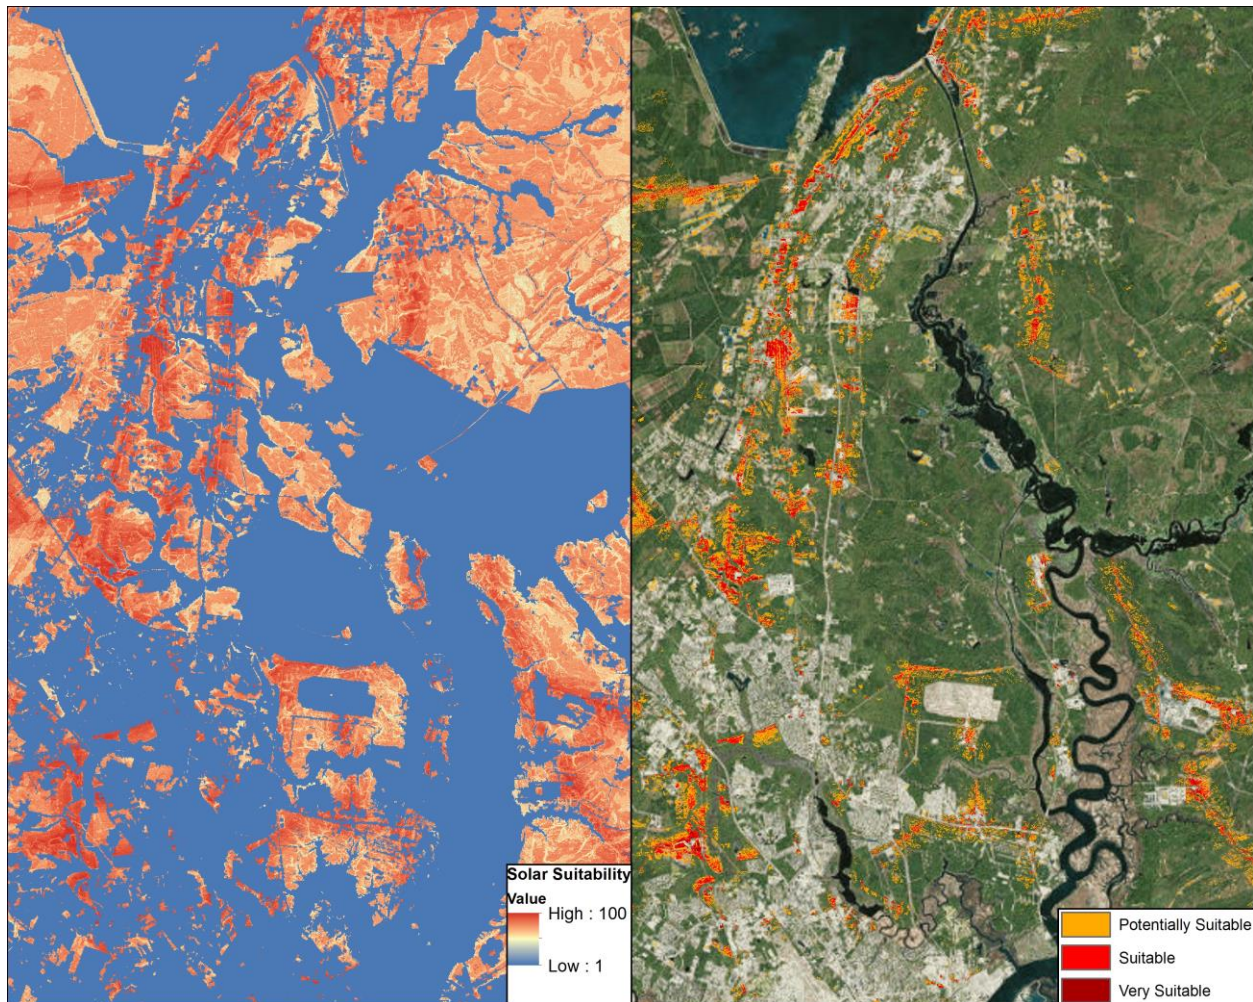 Solar Suitability
Value
High : 100
Low : 1
Potentially Suitable
Suitable
Very Suitable